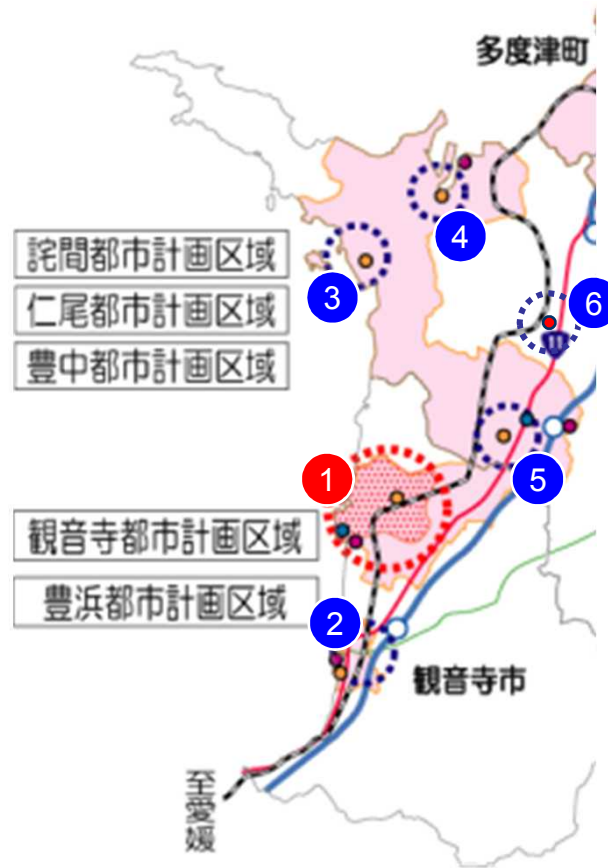 多度津町
4
詫間都市計画区域
3
仁尾都市計画区域
6
11
豊中都市計画区域
1
5
観音寺都市計画区域
豊浜都市計画区域
2
観音寺市
至愛媛